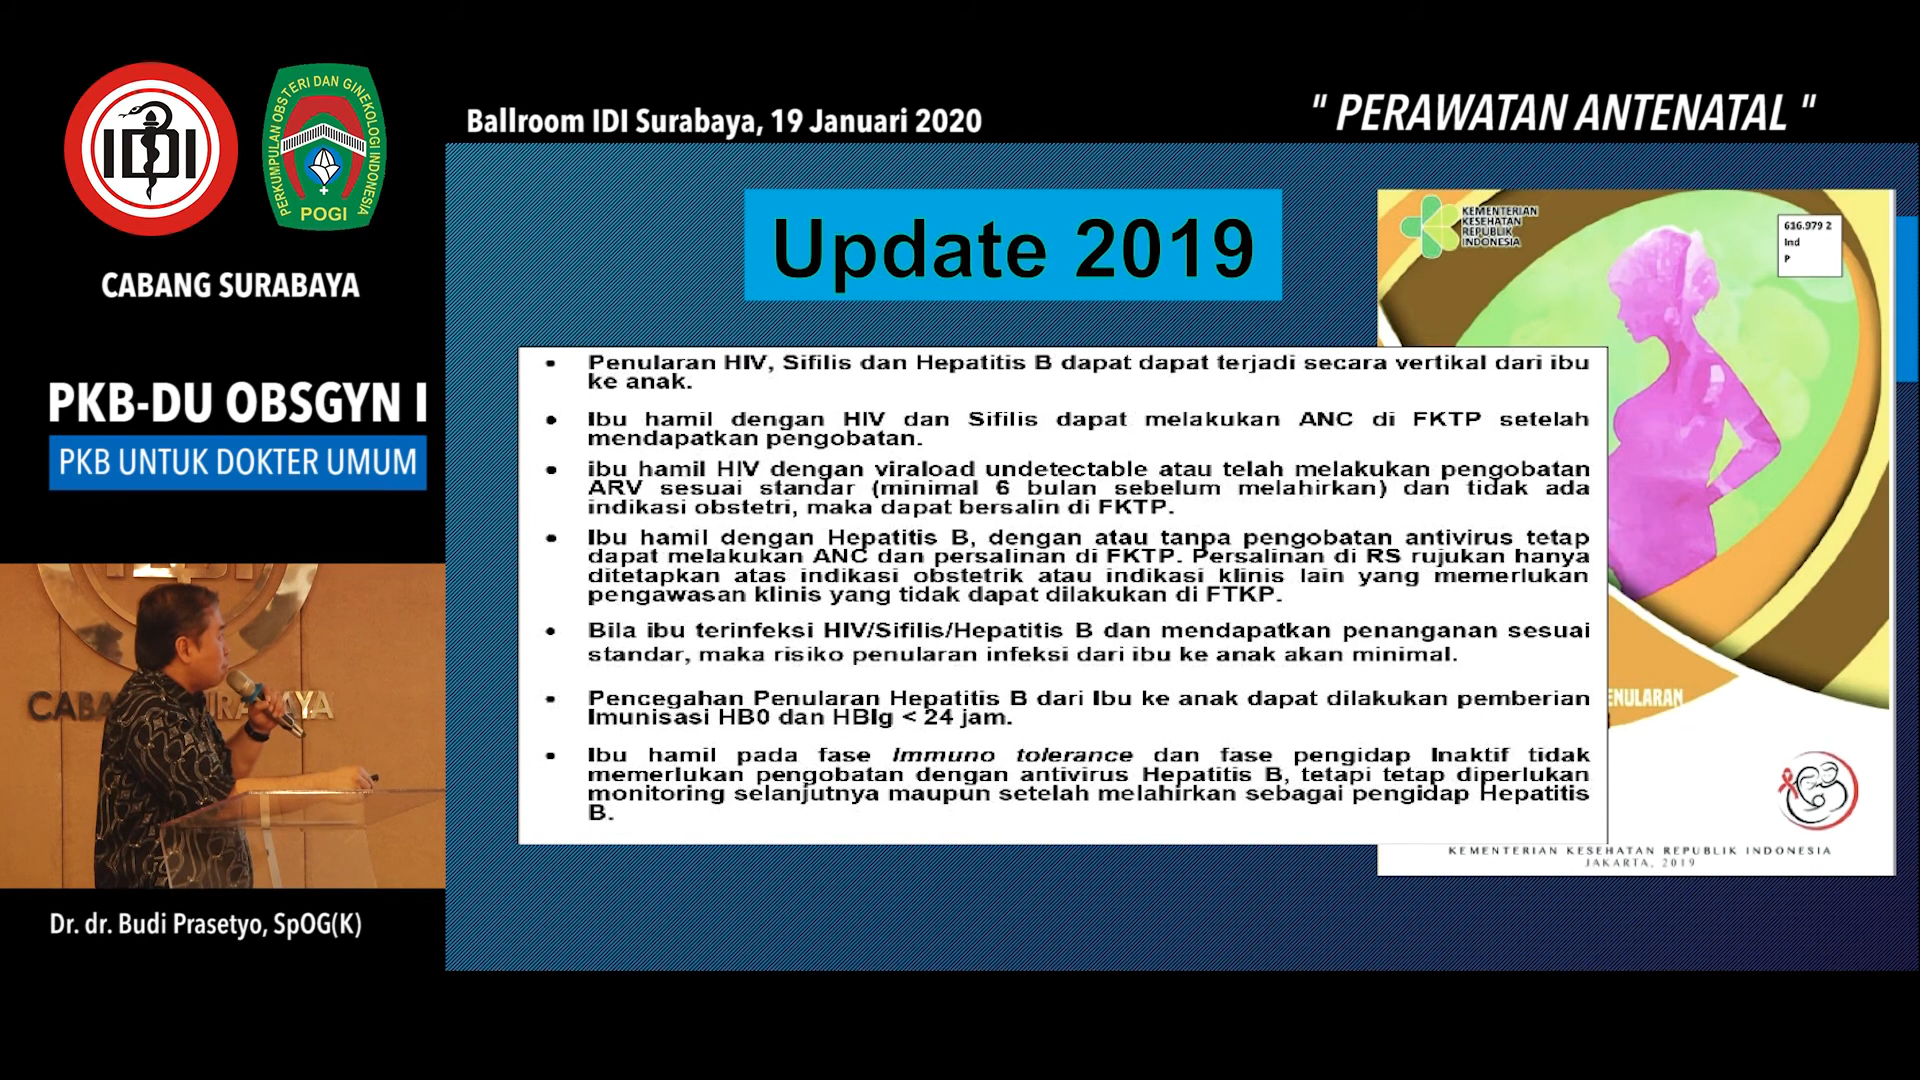 IDI
PERKUMPULAN OBSTERI DAN GINEKOLOGI INDONESIA
POGI
CABANG SURABAYA
PKB-DU OBSGYN I
PKB UNTUK DOKTER UMUM
Dr. dr. Budi Prasetyo, SpOG(K)
Ballroom IDI Surabaya, 19 Januari 2020
" PERAWATAN ANTENATAL "
Update 2019
KEMENTERIAN
KESEHATAN
REPUBLIK
INDONESIA
616.979 2
Ind
P
• Penularan HIV, Sifilis dan Hepatitis B dapat dapat terjadi secara vertikal dari ibu
ke anak.
• Ibu hamil dengan HIV dan Sifilis dapat melakukan ANC di FKTP setelah
mendapatkan pengobatan.
• ibu hamil HIV dengan viraload undetectable atau telah melakukan pengobatan
ARV sesuai standar (minimal 6 bulan sebelum melahirkan) dan tidak ada
indikasi obstetri, maka dapat bersalin di FKTP.
• Ibu hamil dengan Hepatitis B, dengan atau tanpa pengobatan antivirus tetap
dapat melakukan ANC dan persalinan di FKTP. Persalinan di RS rujukan hanya
ditetapkan atas indikasi obstetrik atau indikasi klinis lain yang memerlukan
pengawasan klinis yang tidak dapat dilakukan di FTKP.
• Bila ibu terinfeksi HIV/Sifilis/Hepatitis B dan mendapatkan penanganan sesuai
standar, maka risiko penularan infeksi dari ibu ke anak akan minimal.
• Pencegahan Penularan Hepatitis B dari Ibu ke anak dapat dilakukan pemberian
Imunisasi HB0 dan HBIg < 24 jam.
• Ibu hamil pada fase Immuno tolerance dan fase pengidap Inaktif tidak
memerlukan pengobatan dengan antivirus Hepatitis B, tetapi tetap diperlukan
monitoring selanjutnya maupun setelah melahirkan sebagai pengidap Hepatitis
B.
ENULARAN
KEMENTERIAN KESEHATAN REPUBLIK INDONESIA
JAKARTA, 2019